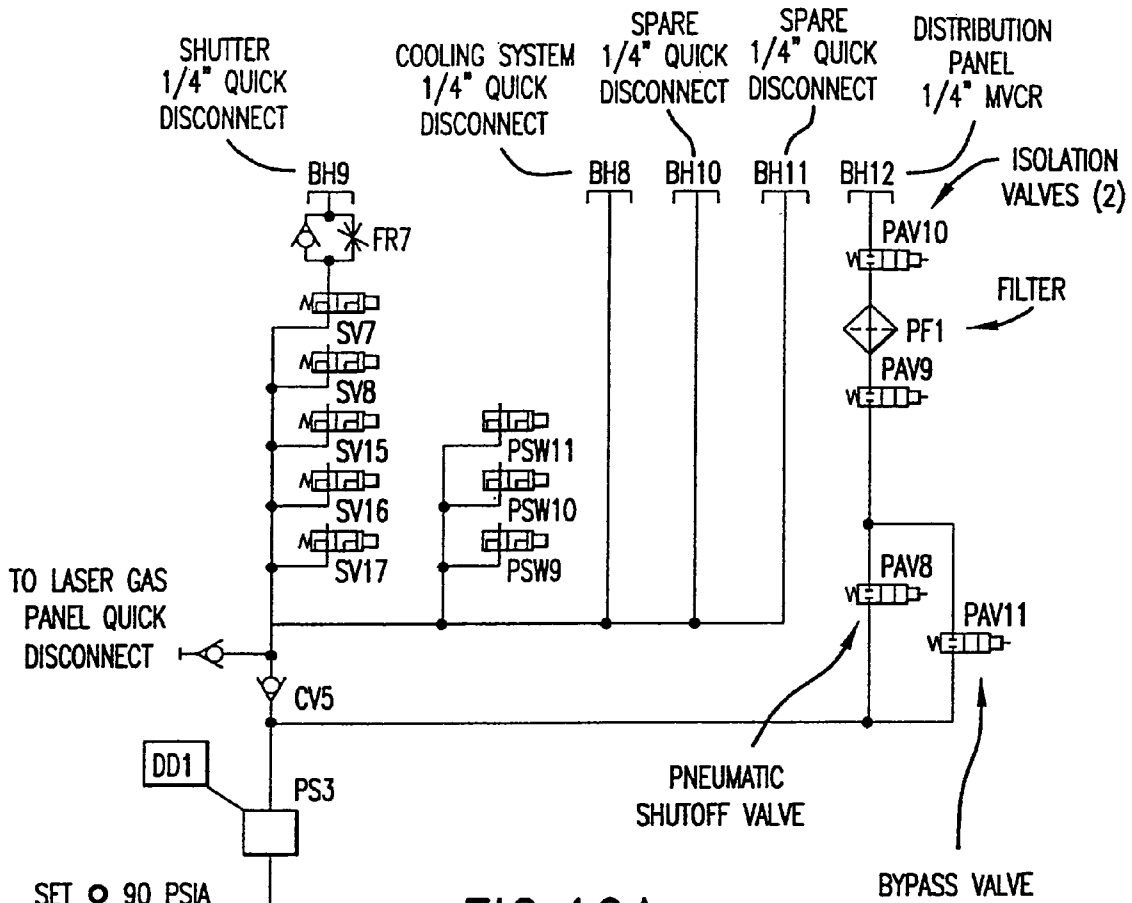 SHUTTER
1/4" QUICK
DISCONNECT
COOLING SYSTEM
1/4" QUICK
DISCONNECT
SPARE
1/4" QUICK
DISCONNECT
SPARE
1/4" QUICK
DISCONNECT
DISTRIBUTION
PANEL
1/4" MVCR
ISOLATION
VALVES (2)
BH9
BH8
BH10
BH11
BH12
FR7
PAV10
FILTER
PF1
PAV9
SV7
SV8
SV15
SV16
SV17
PSW11
PSW10
PSW9
TO LASER GAS
PANEL QUICK
DISCONNECT
CV5
PAV8
PAV11
DD1
PS3
PNEUMATIC
SHUTOFF VALVE
BYPASS VALVE
SET O 90 PSIA